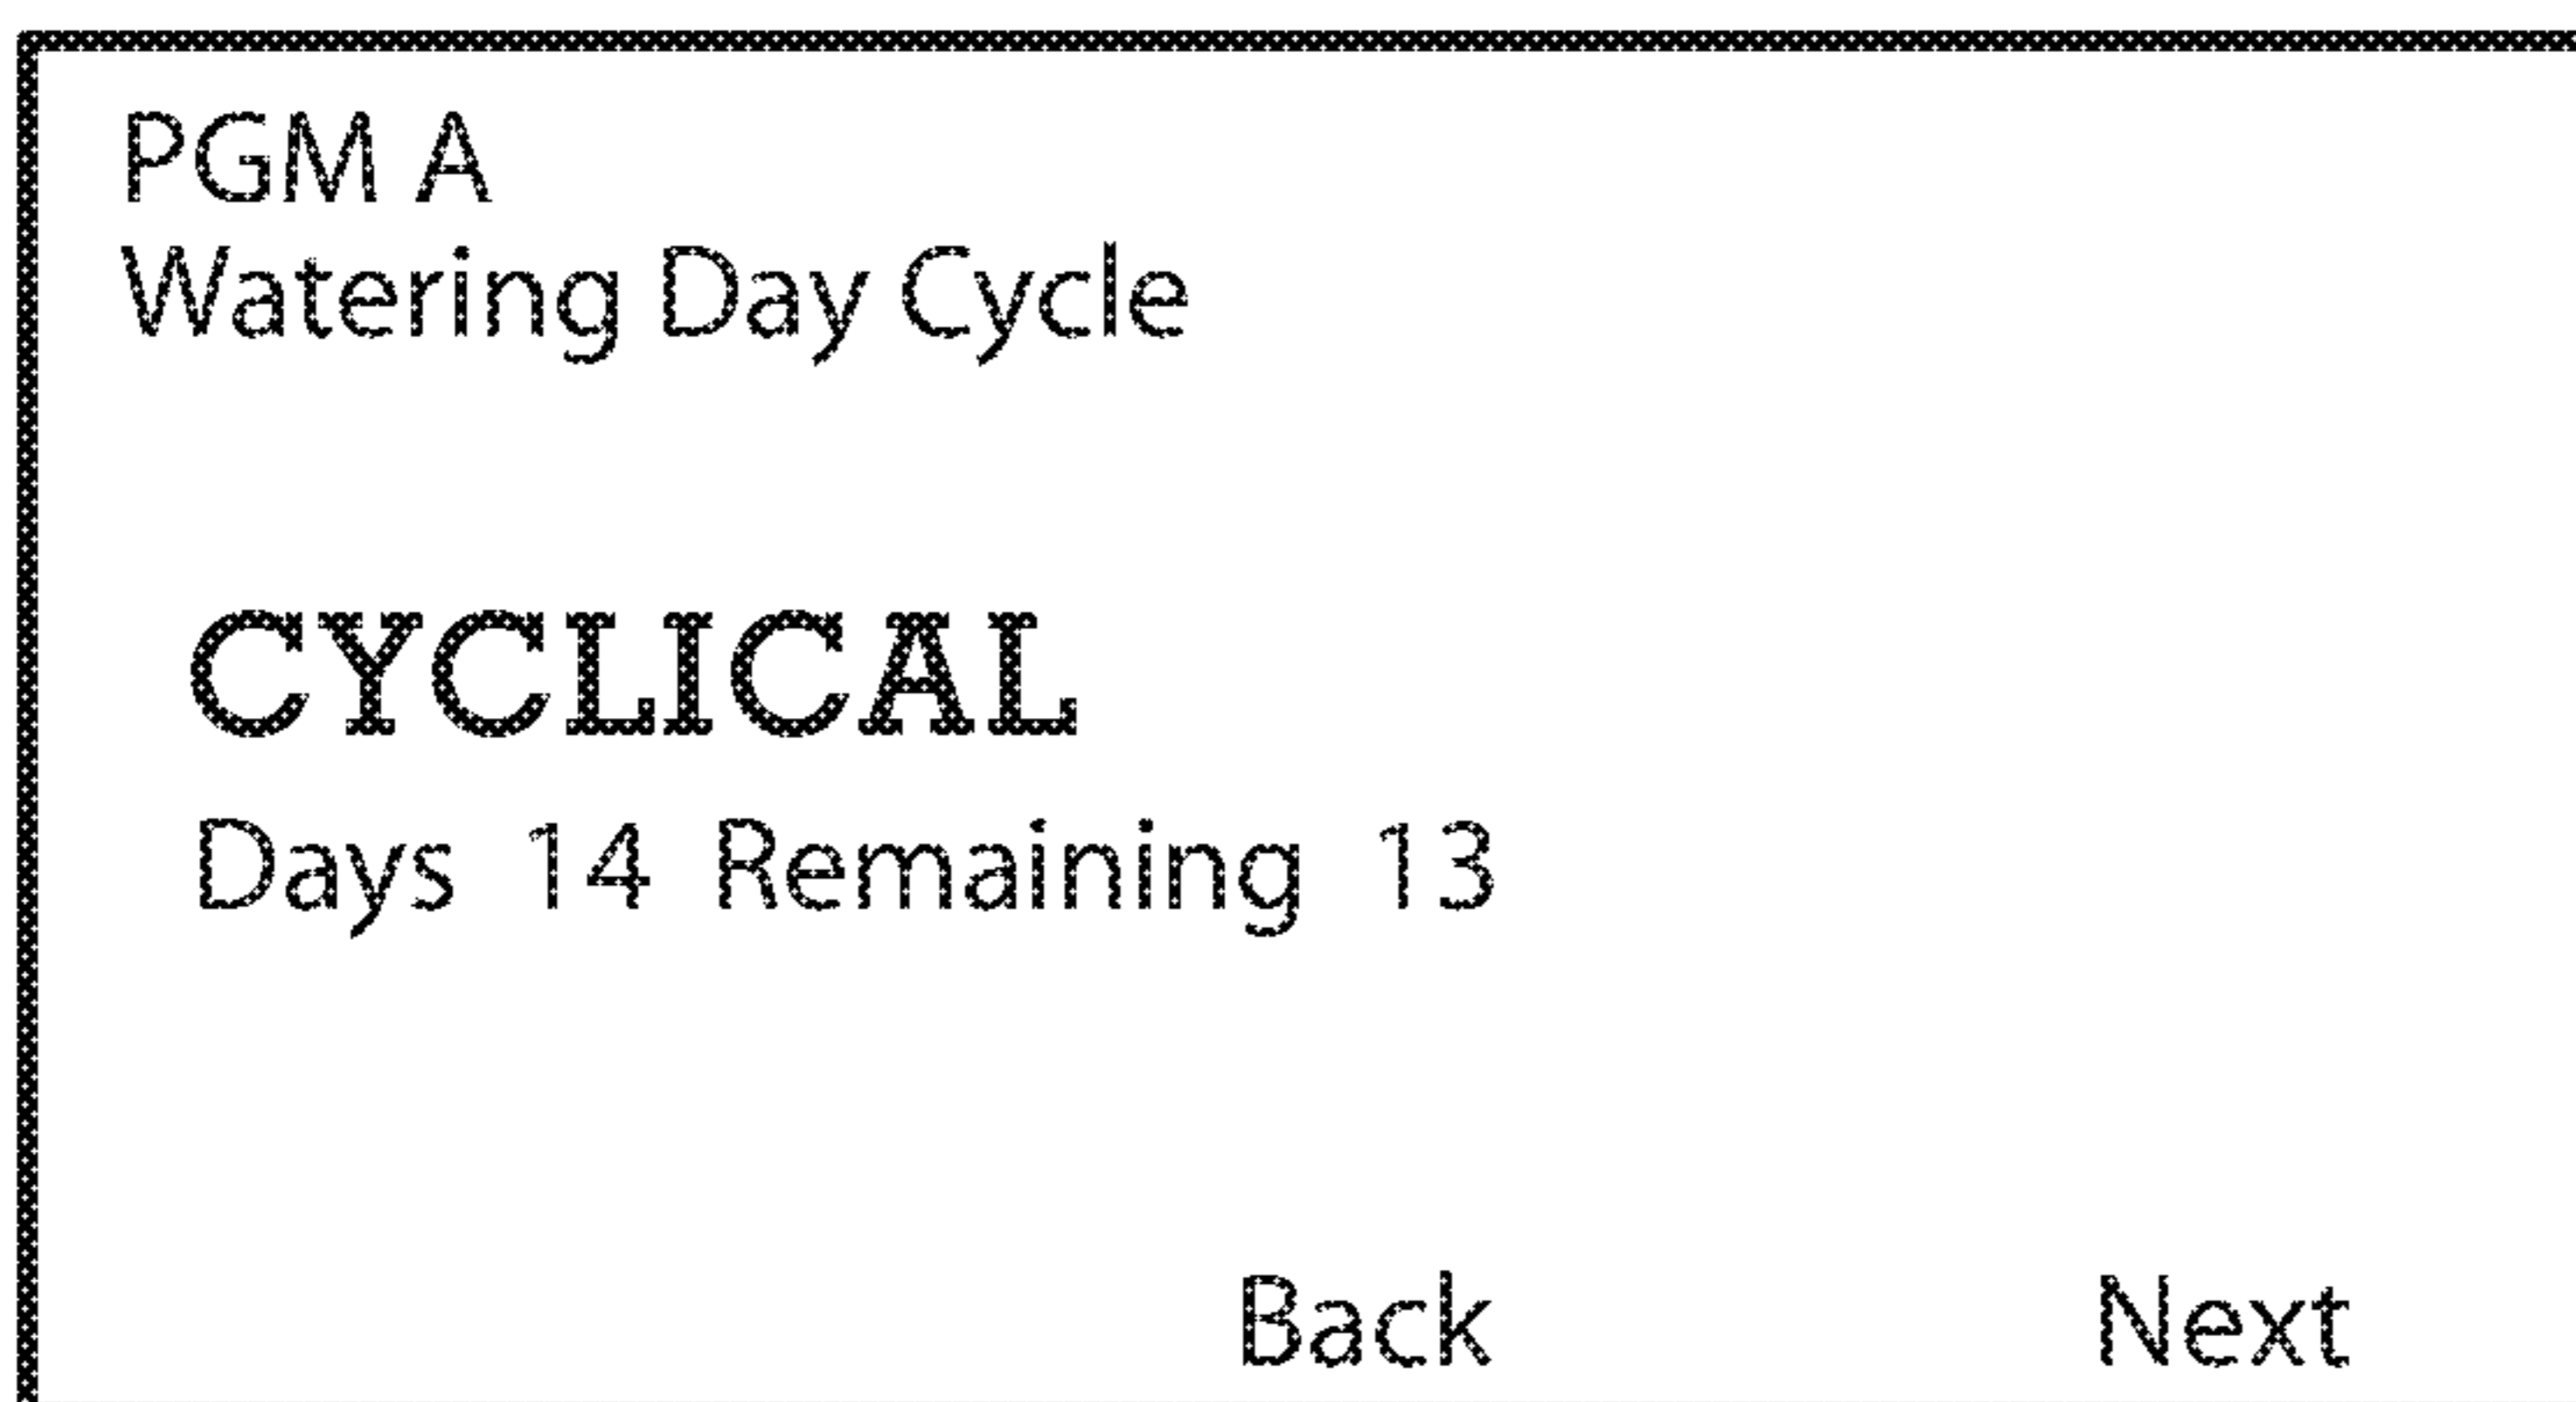 PGM A
Watering Day Cycle
CYCLICAL
Days 14 Remaining 13
Back Next